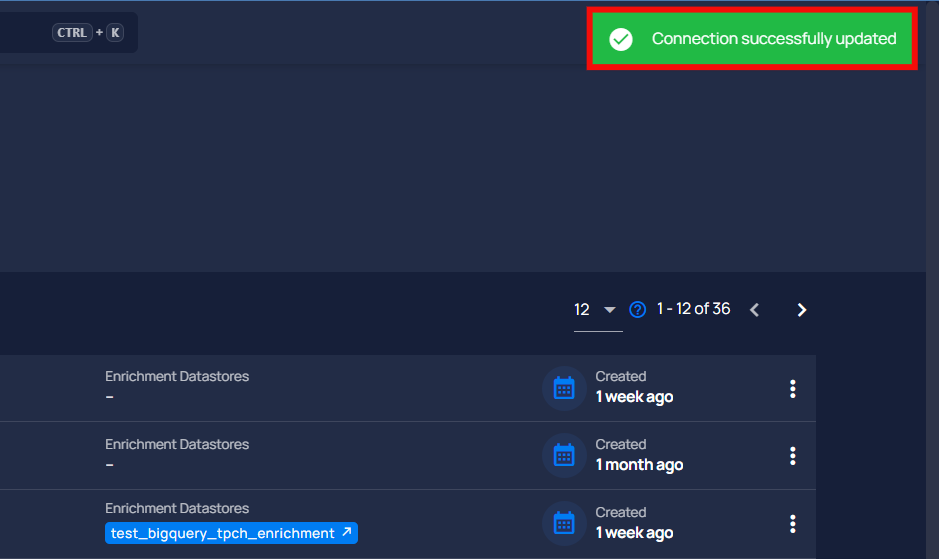 CTRL + K
Connection successfully updated
12
1 - 12 of 36
Enrichment Datastores
–
Created
1 week ago
Enrichment Datastores
–
Created
1 month ago
Enrichment Datastores
test_bigquery_tpch_enrichment
Created
1 week ago